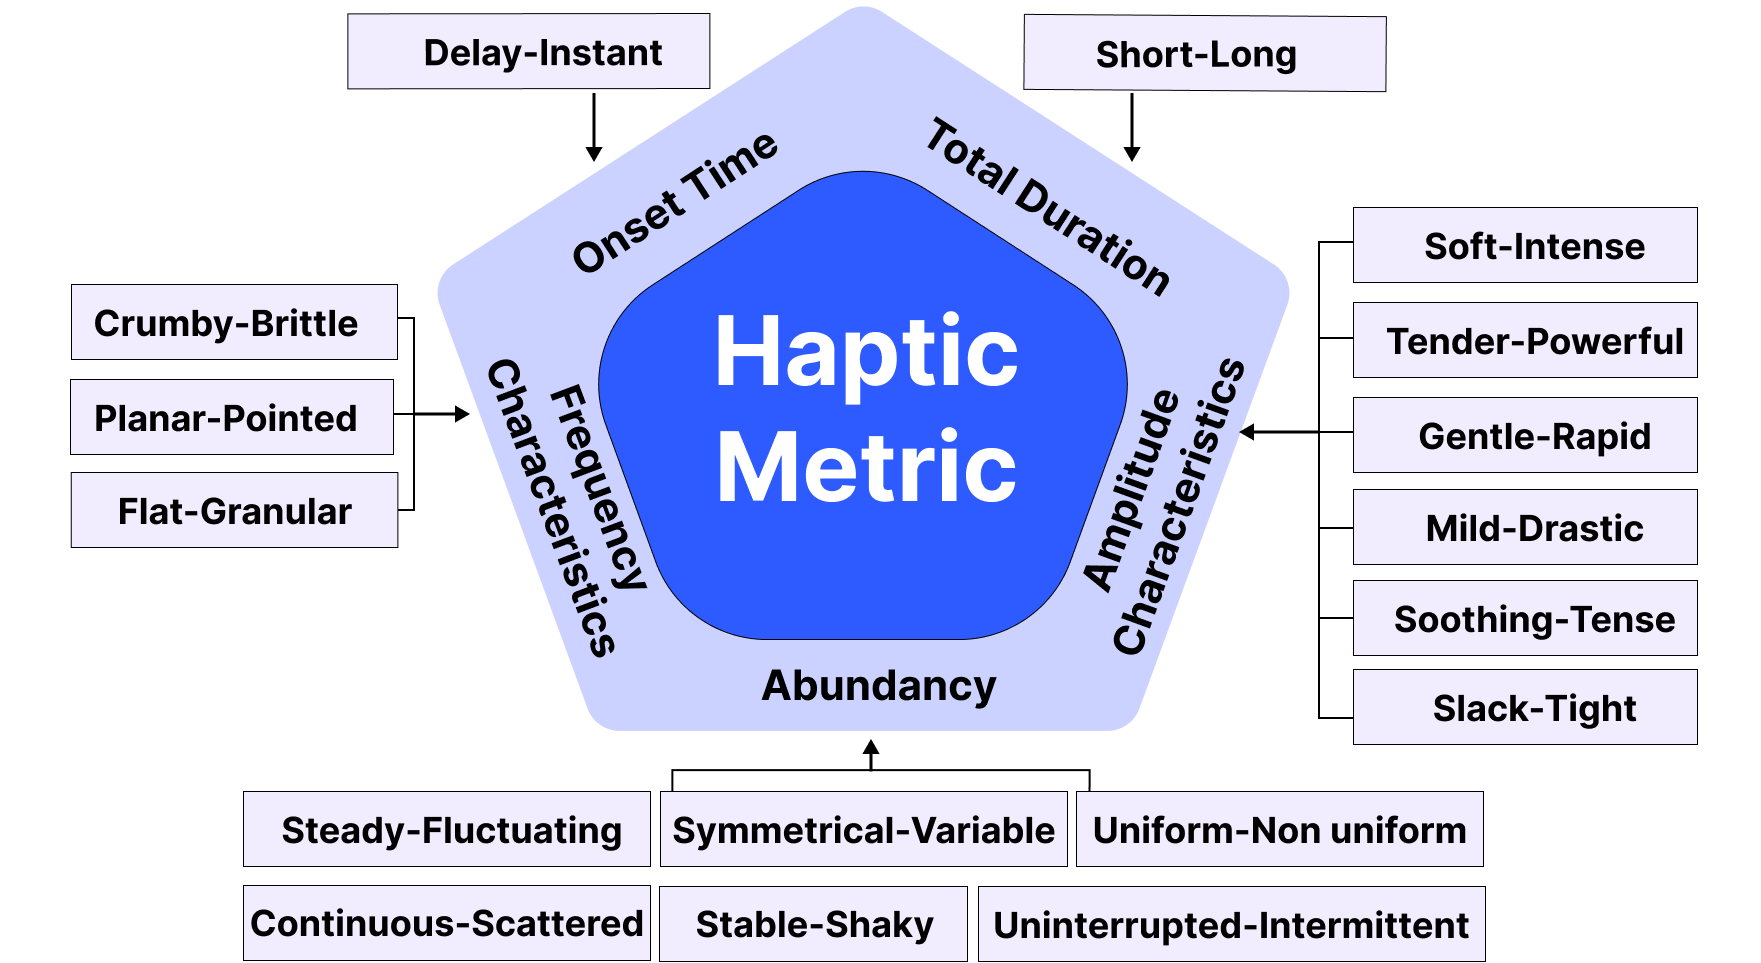 Delay-Instant
Short-Long
Onset Time
Total Duration
Soft-Intense
Tender-Powerful
Gentle-Rapid
Mild-Drastic
Soothing-Tense
Slack-Tight
Crumby-Brittle
Planar-Pointed
Flat-Granular
Frequency
Characteristics
Haptic
Metric
Amplitude
Characteristics
Abundancy
Steady-Fluctuating
Symmetrical-Variable
Uniform-Non uniform
Continuous-Scattered
Stable-Shaky
Uninterrupted-Intermittent